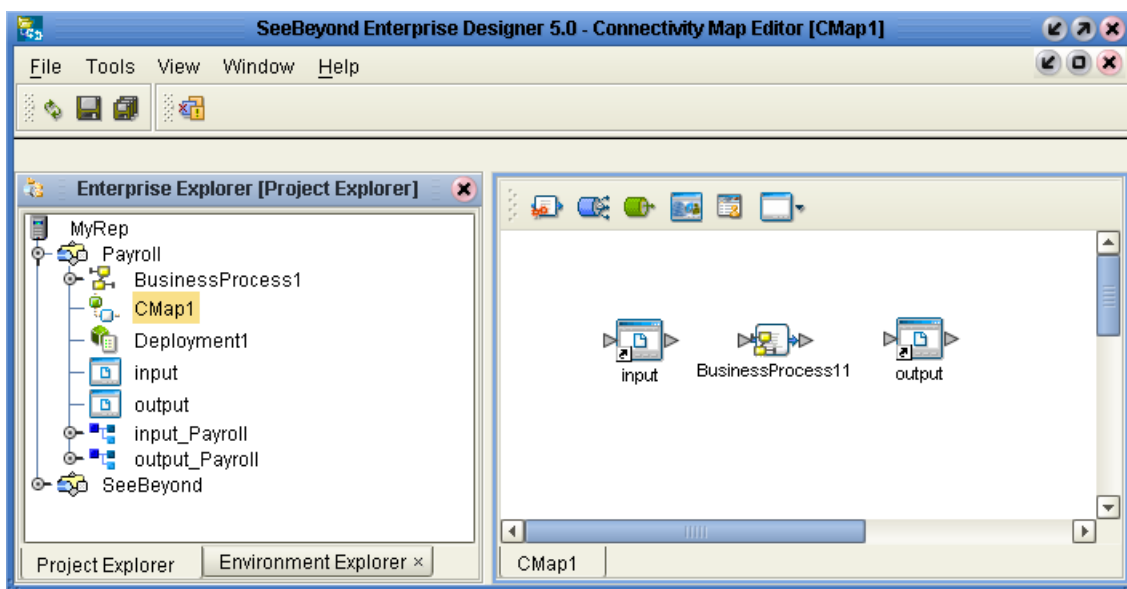 SeeBeyond Enterprise Designer 5.0 - Connectivity Map Editor [CMap1]
File Tools View Window Help
Enterprise Explorer [Project Explorer]
MyRep
Payroll
BusinessProcess1
CMap1
Deployment1
input
output
input_Payroll
output_Payroll
SeeBeyond
Project Explorer
Environment Explorer ×
input
BusinessProcess11
output
CMap1